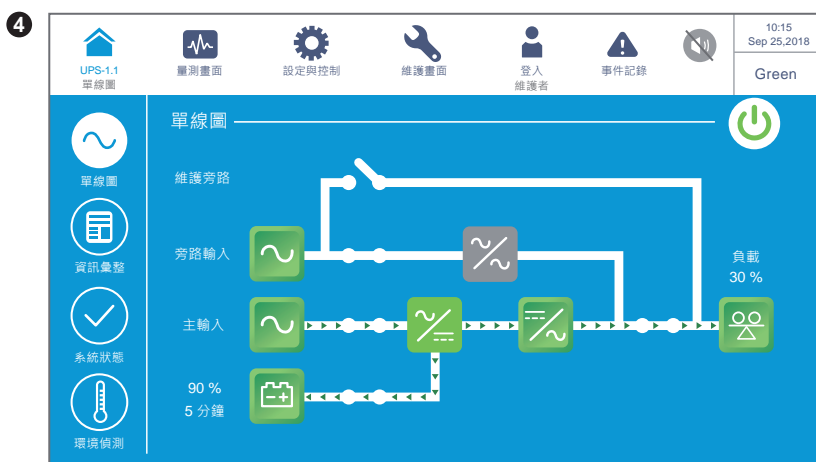 4
UPS-1.1
單線圖
量測畫面
設定與控制
維護畫面
登入
維護者
事件記錄
10:15
Sep 25,2018
Green
單線圖
資訊彙整
系統狀態
環境偵測
單線圖
維護旁路
旁路輸入
主輸入
90 %
5 分鐘
負載
30 %